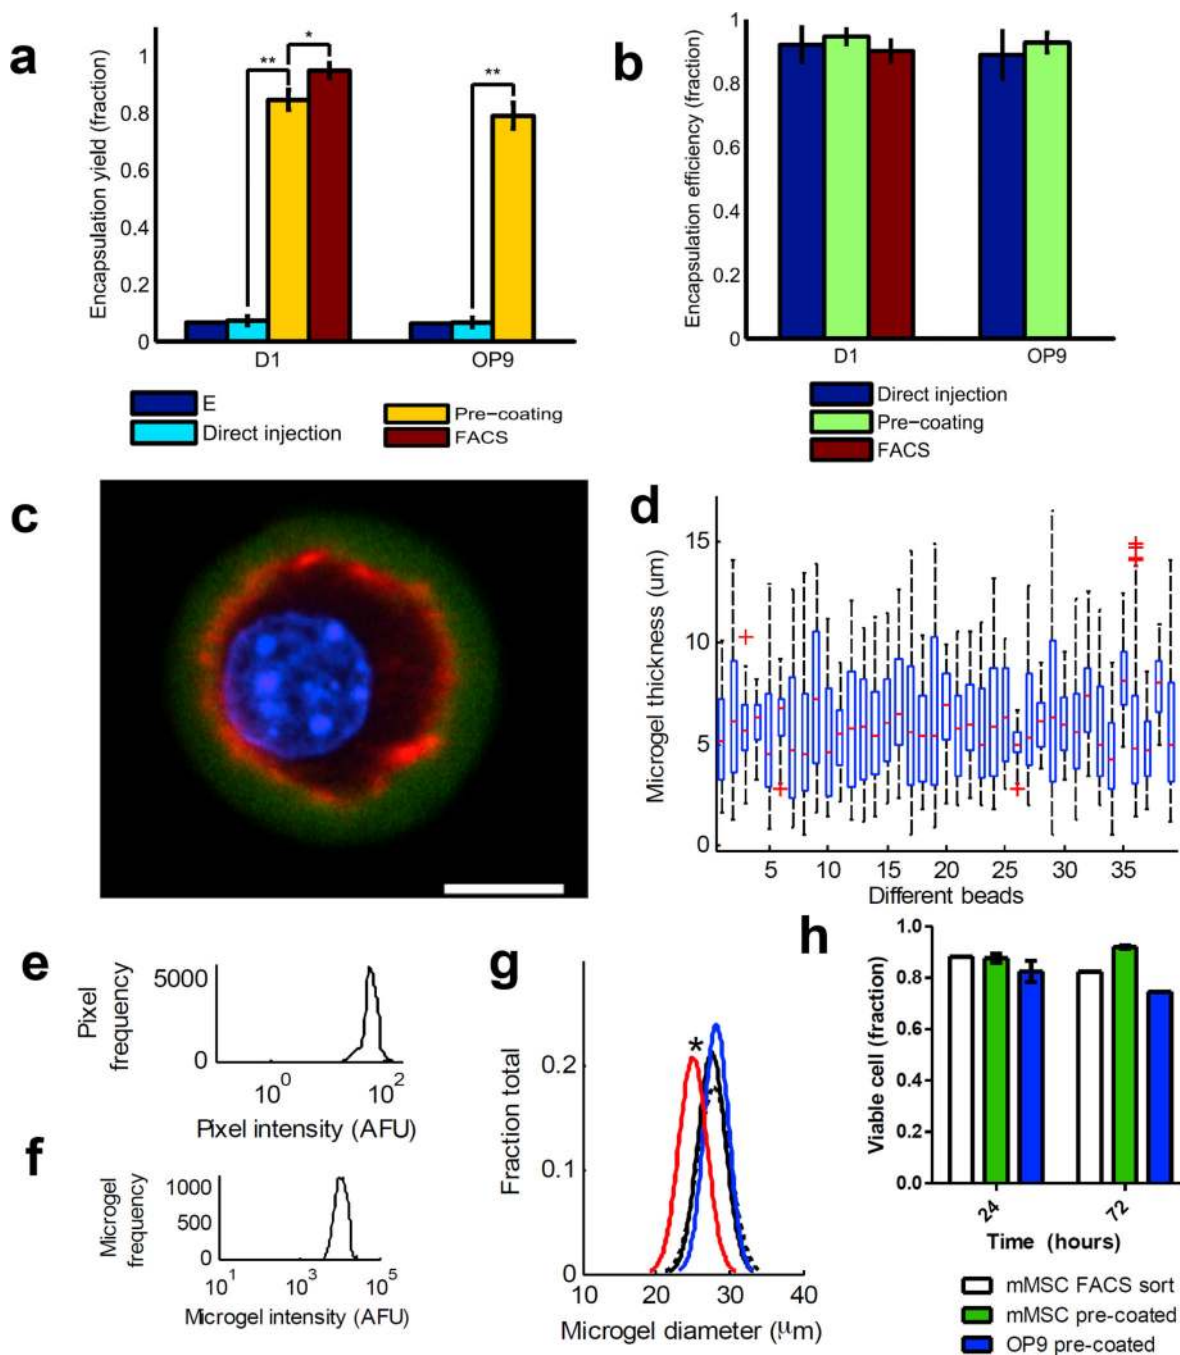 a
Encapsulation yield (fraction)
1
0.8
0.6
0.4
0.2
0
**
*
**
D1
OP9
E
Direct injection
Pre-coating
FACS
b
Encapsulation efficiency (fraction)
1
0.8
0.6
0.4
0.2
0
D1
OP9
Direct injection
Pre-coating
FACS
c
d
Microgel thickness (um)
15
10
5
0
5 10 15 20 25 30 35
Different beads
e
Pixel
frequency
5000
0
10^0 10^2
Pixel intensity (AFU)
f
Microgel
frequency
1000
500
0
10^1 10^3 10^5
Microgel intensity (AFU)
g
Fraction total
0.2
0.1
0
*
10 20 30 40
Microgel diameter (μm)
h
Viable cell (fraction)
1.0
0.8
0.6
0.4
0.2
0.0
24 72
Time (hours)
mMSC FACS sort
mMSC pre-coated
OP9 pre-coated